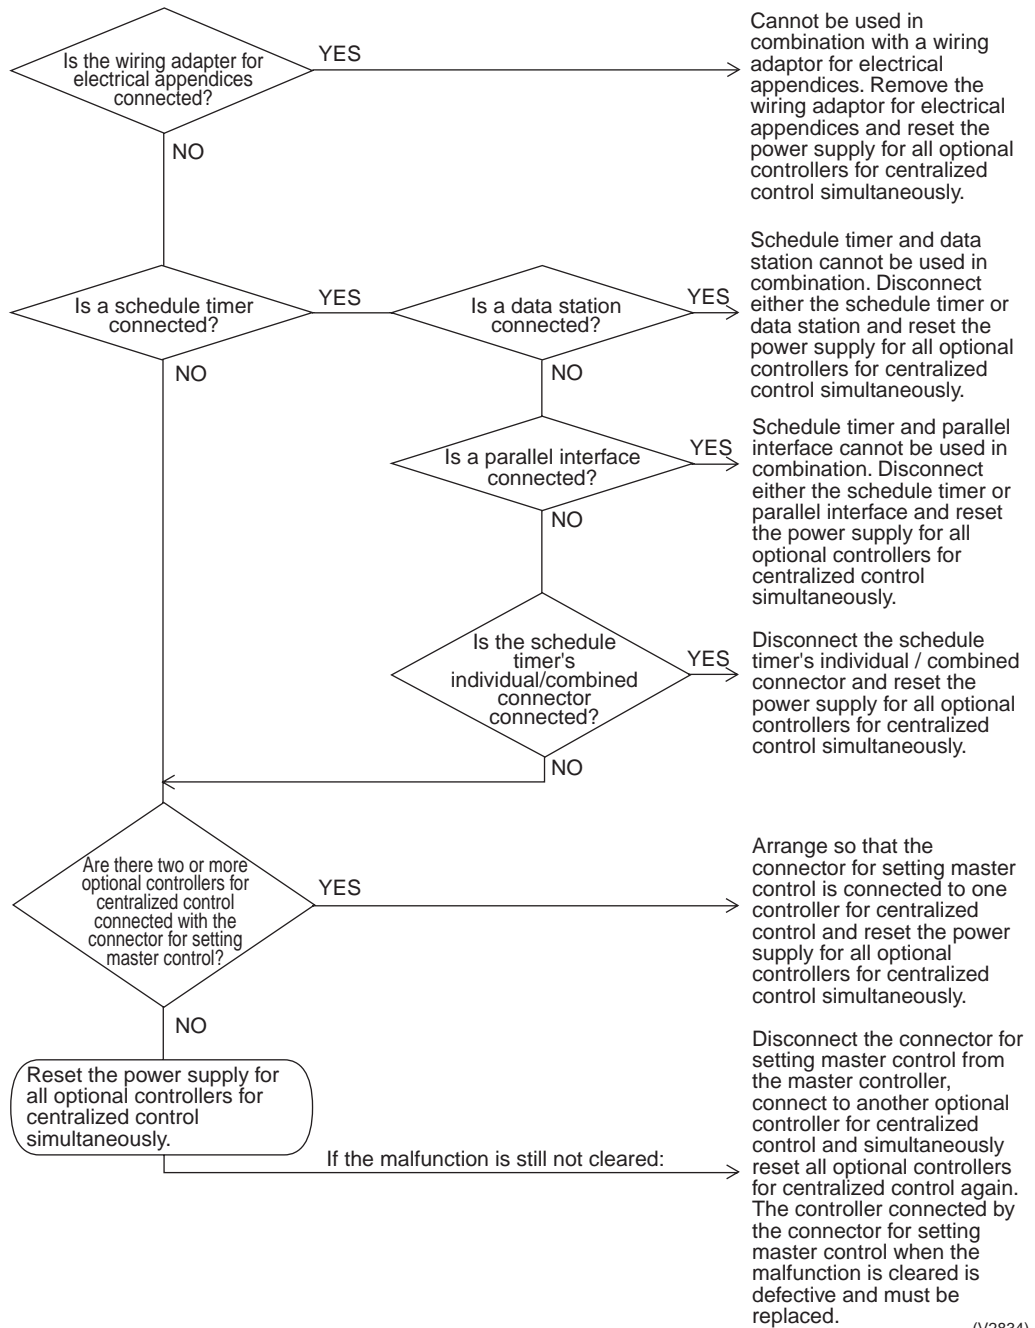 Is the wiring adapter for
electrical appendices
connected?
YES
Cannot be used in
combination with a wiring
adaptor for electrical
appendices. Remove the
wiring adaptor for electrical
appendices and reset the
power supply for all optional
controllers for centralized
control simultaneously.
NO
Is a schedule timer
connected?
YES
Is a data station
connected?
YES
Schedule timer and data
station cannot be used in
combination. Disconnect
either the schedule timer or
data station and reset the
power supply for all optional
controllers for centralized
control simultaneously.
NO
NO
Is a parallel interface
connected?
YES
Schedule timer and parallel
interface cannot be used in
combination. Disconnect
either the schedule timer or
parallel interface and reset
the power supply for all
optional controllers for
centralized control
simultaneously.
NO
Is the schedule
timer's
individual/combined
connector
connected?
YES
Disconnect the schedule
timer's individual / combined
connector and reset the
power supply for all optional
controllers for centralized
control simultaneously.
NO
Are there two or more
optional controllers for
centralized control
connected with the
connector for setting
master control?
YES
Arrange so that the
connector for setting master
control is connected to one
controller for centralized
control and reset the power
supply for all optional
controllers for centralized
control simultaneously.
NO
Reset the power supply for
all optional controllers for
centralized control
simultaneously.
If the malfunction is still not cleared:
Disconnect the connector for
setting master control from
the master controller,
connect to another optional
controller for centralized
control and simultaneously
reset all optional controllers
for centralized control again.
The controller connected by
the connector for setting
master control when the
malfunction is cleared is
defective and must be
replaced.
(V2834)